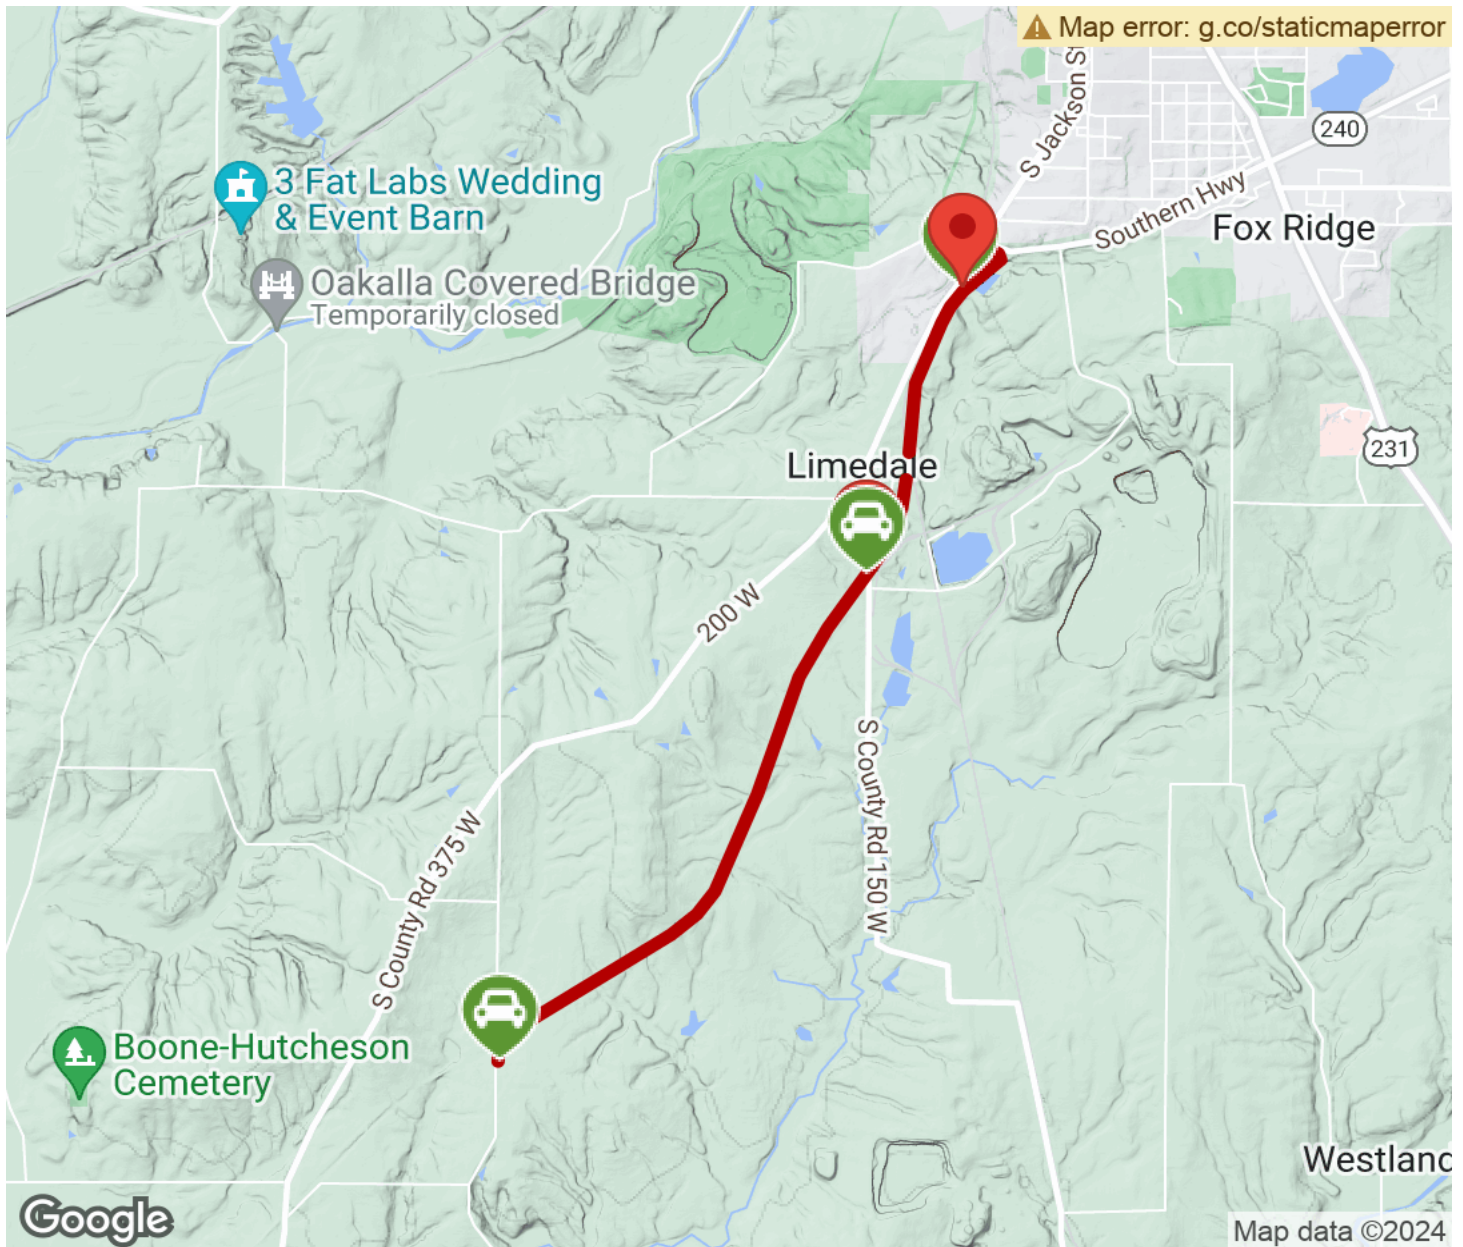 Map error: g.co/staticmaperror
S Jackson St
240
3 Fat Labs Wedding
& Event Barn
Southern Hwy
Fox Ridge
Oakalla Covered Bridge
Temporarily closed
231
Limedale
200 W
S County Rd 375 W
S County Rd 150 W
Boone-Hutcheson
Cemetery
Westland
Google
Map data ©2024